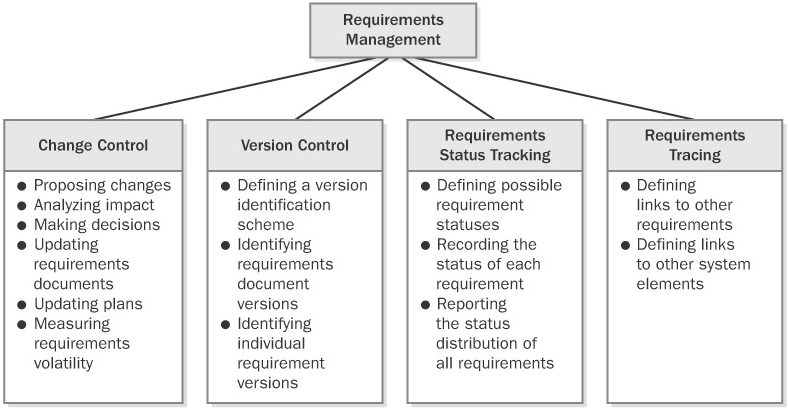 Requirements
Management
Change Control
● Proposing changes
● Analyzing impact
● Making decisions
● Updating
requirements
documents
● Updating plans
● Measuring
requirements
volatility
Version Control
● Defining a version
identification
scheme
● Identifying
requirements
document
versions
● Identifying
individual
requirement
versions
Requirements
Status Tracking
● Defining possible
requirement
statuses
● Recording the
status of each
requirement
● Reporting
the status
distribution of
all requirements
Requirements
Tracing
● Defining
links to other
requirements
● Defining links
to other system
elements